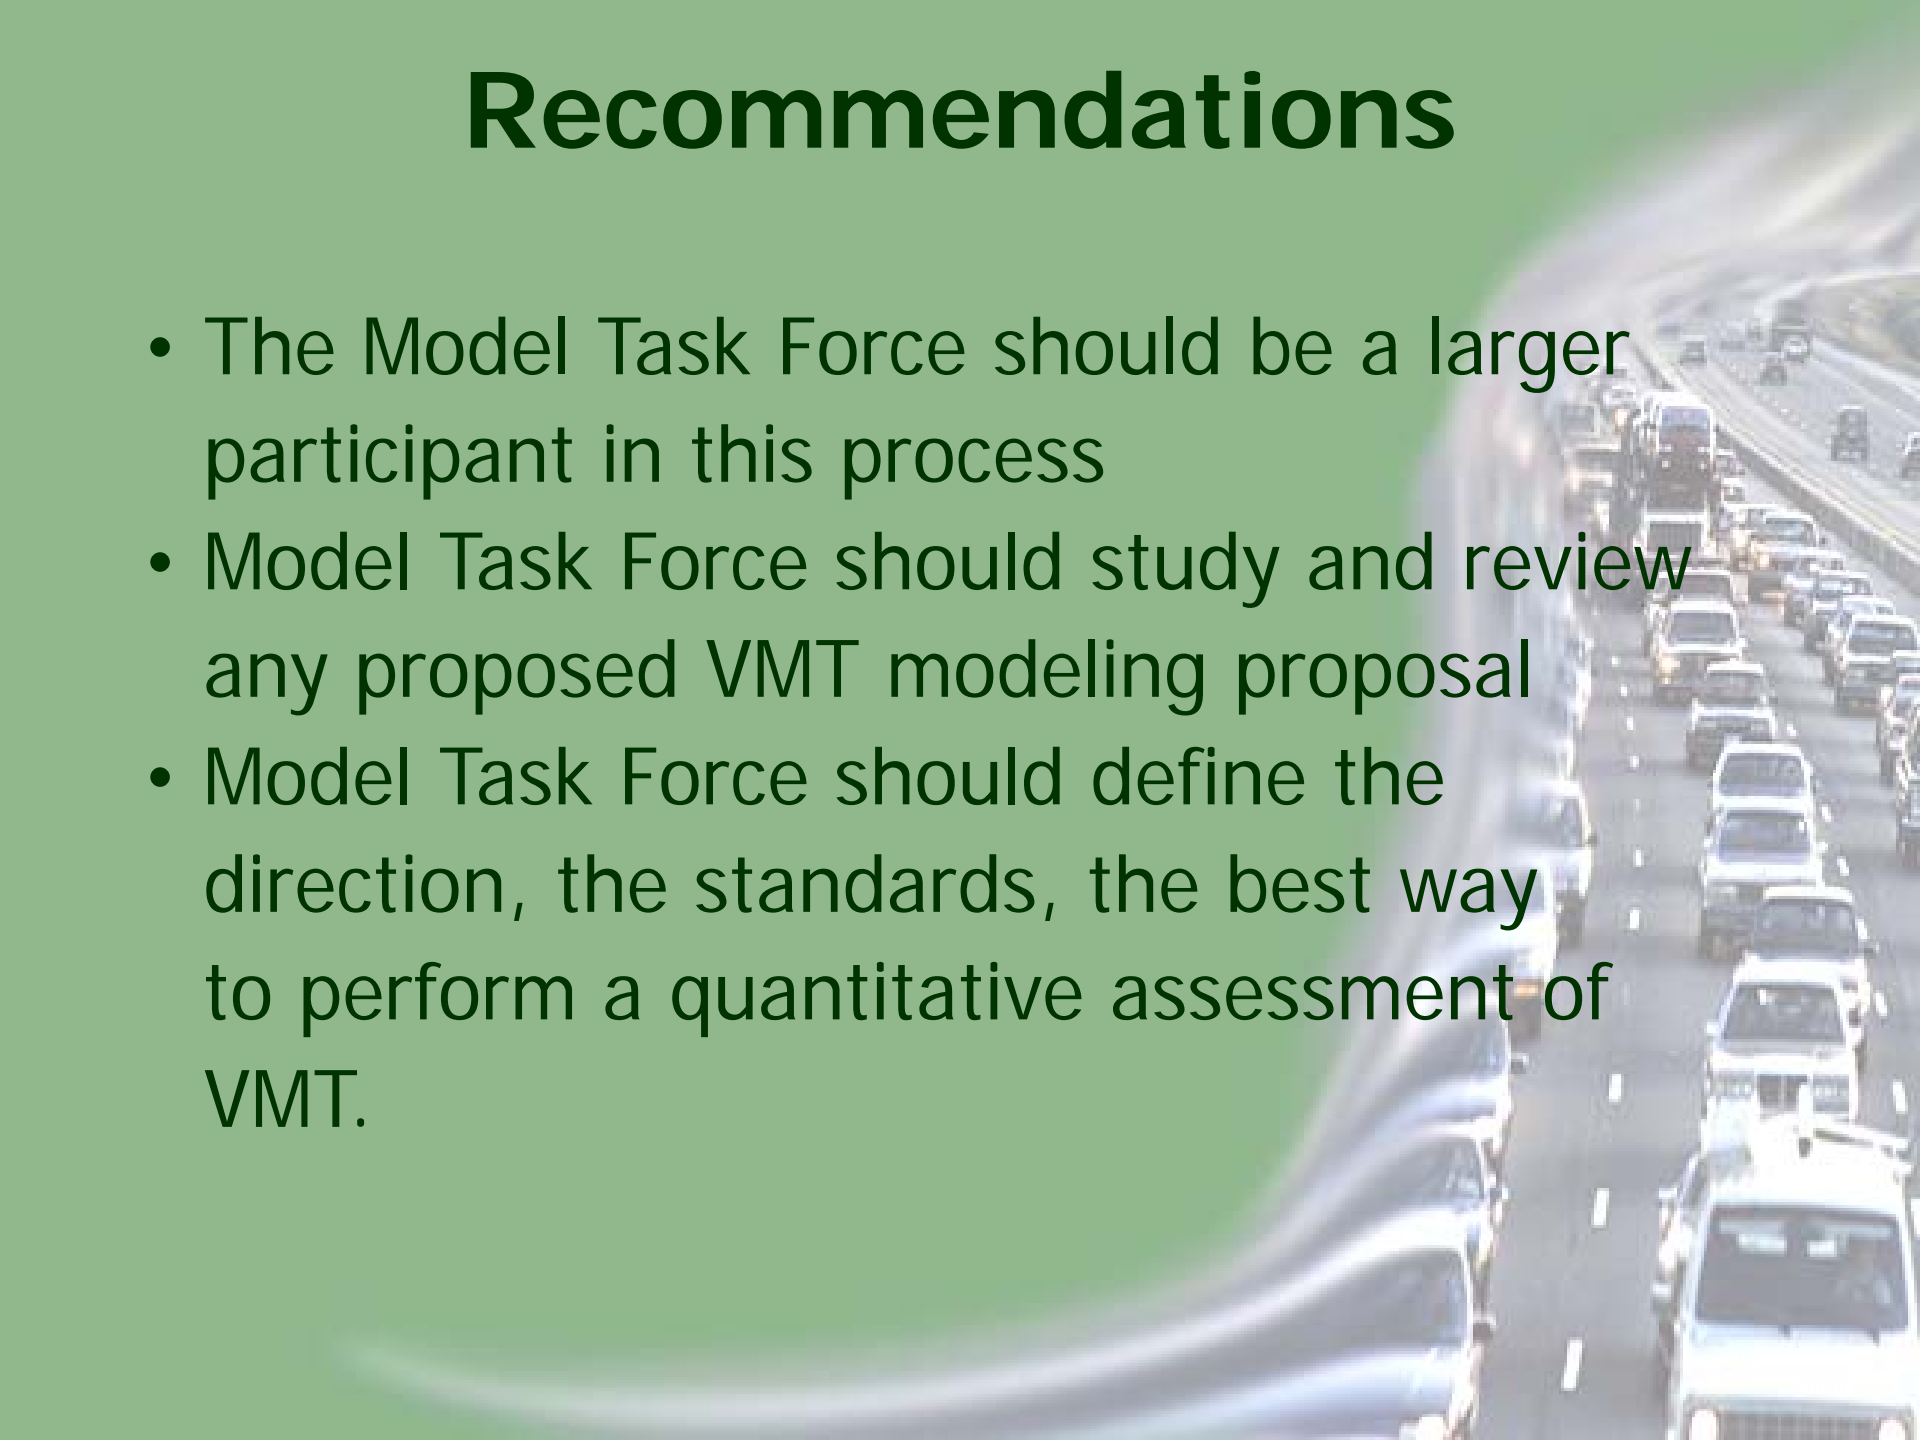 Recommendations
• The Model Task Force should be a larger
participant in this process
• Model Task Force should study and review
any proposed VMT modeling proposal
• Model Task Force should define the
direction, the standards, the best way
to perform a quantitative assessment of
VMT.